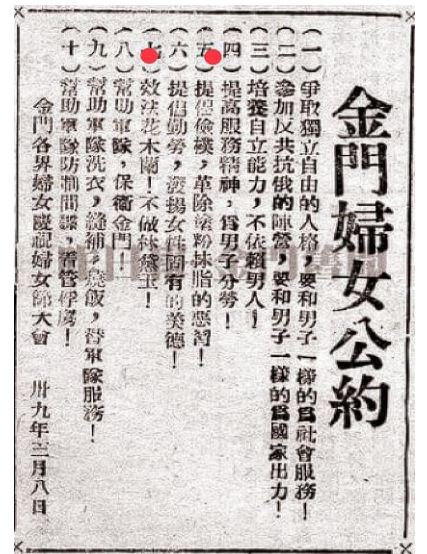 金門婦女公約
(一)爭取獨立自由的人格，要和男子一樣的爲社會服務！
(二)參加反共抗俄的陣營，要和男子一樣的爲國家出力！
(三)培養自立能力，不依賴男人！
(四)提高服務精神，爲男子分勞！
(五)提倡儉樸，革除塗粉抹脂的惡習！
(六)提倡勤勞，發揚女性固有的美德！
(七)效法花木蘭！不做林黛玉！
(八)幫助軍隊，保衛金門！
(九)幫助軍隊洗衣，縫補，燒飯，替軍隊服務！
(十)幫助軍隊防諜，看管俘虜！
金門各界婦女慶祝婦女節大會 卅九年三月八日